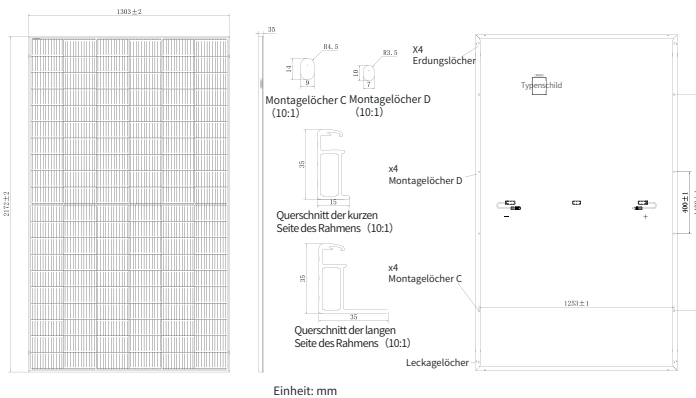 1303±2
2172±2
35
R4.5
14
9
R3.5
10
7
Montagelöcher C
(10:1)
Montagelöcher D
(10:1)
35
15
Querschnitt der kurzen
Seite des Rahmens (10:1)
35
35
Querschnitt der langen
Seite des Rahmens (10:1)
X4
Erdungslöcher
Typenschild
x4
Montagelöcher D
x4
Montagelöcher C
Leckagelöcher
− +
400±1
1253±1
Einheit: mm